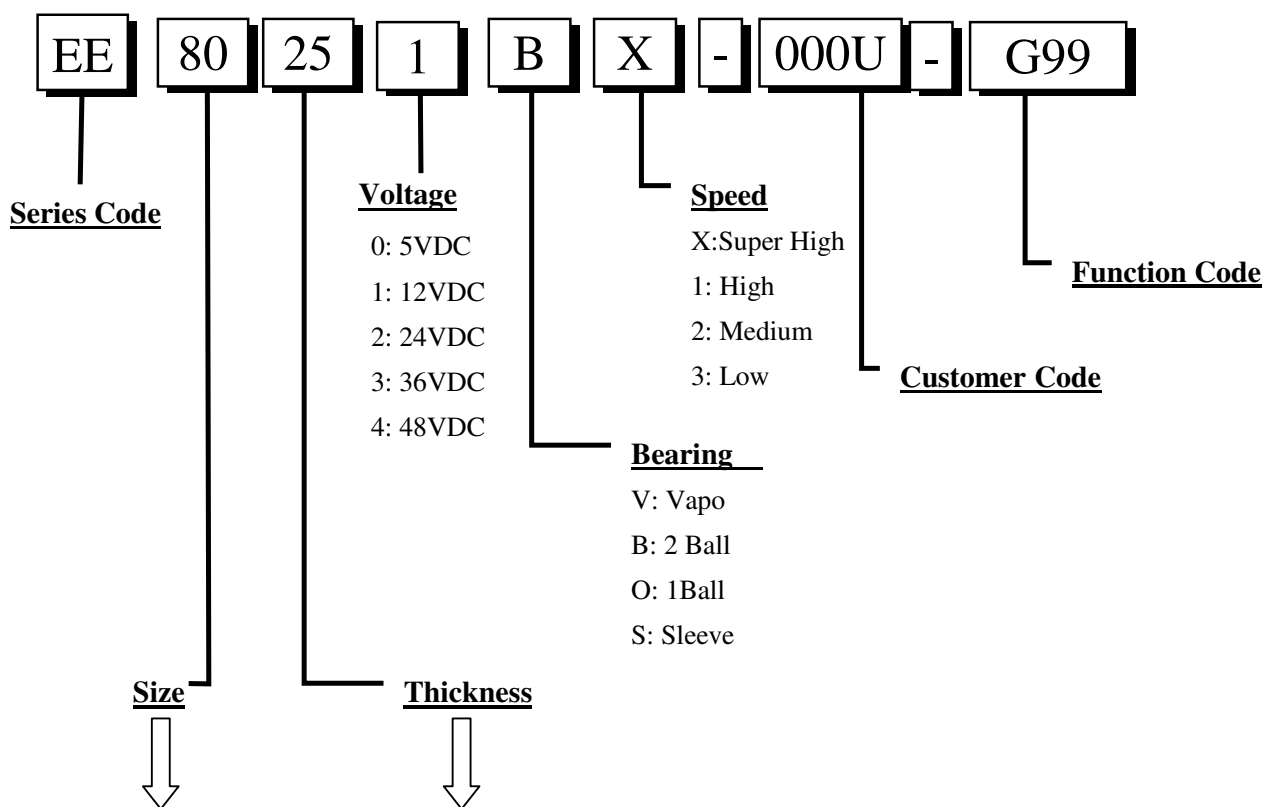 EE 80 25 1 B X - 000U - G99
Series Code
Voltage
0: 5VDC
1: 12VDC
2: 24VDC
3: 36VDC
4: 48VDC
Speed
X:Super High
1: High
2: Medium
3: Low
Function Code
Customer Code
Bearing
V: Vapo
B: 2 Ball
O: 1Ball
S: Sleeve
Size
Thickness